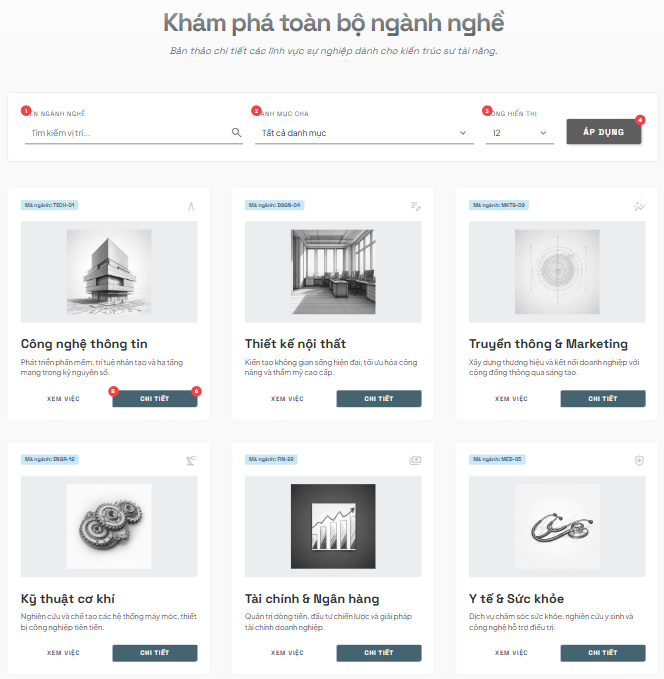 Khám phá toàn bộ ngành nghề
Bản thảo chi tiết các lĩnh vực sự nghiệp dành cho kiến trúc sư tài năng.
1
2
3
4
ÊN NGÀNH NGHỀ
ANH MỤC CHA
ỘNG HIỂN THỊ
Tìm kiếm vị trí...
Tất cả danh mục
12
ÁP DỤNG
Mã ngành: TECH-01
Mã ngành: DSGN-04
Mã ngành: MKTG-09
Công nghệ thông tin
Phát triển phần mềm, trí tuệ nhân tạo và hạ tầng
mạng trong kỷ nguyên số.
5
6
XEM VIỆC
CHI TIẾT
Thiết kế nội thất
Kiến tạo không gian sống hiện đại, tối ưu hóa công
năng và thẩm mỹ cao cấp.
XEM VIỆC
CHI TIẾT
Truyền thông & Marketing
Xây dựng thương hiệu và kết nối doanh nghiệp với
cộng đồng thông qua sáng tạo.
XEM VIỆC
CHI TIẾT
Mã ngành: ENGR-12
Mã ngành: FIN-22
Mã ngành: MED-05
Kỹ thuật cơ khí
Nghiên cứu và chế tạo các hệ thống máy móc, thiết
bị công nghiệp tiên tiến.
XEM VIỆC
CHI TIẾT
Tài chính & Ngân hàng
Quản trị dòng tiền, đầu tư chiến lược và giải pháp
tài chính doanh nghiệp.
XEM VIỆC
CHI TIẾT
Y tế & Sức khỏe
Dịch vụ chăm sóc sức khỏe, nghiên cứu y sinh và
công nghệ hỗ trợ điều trị.
XEM VIỆC
CHI TIẾT